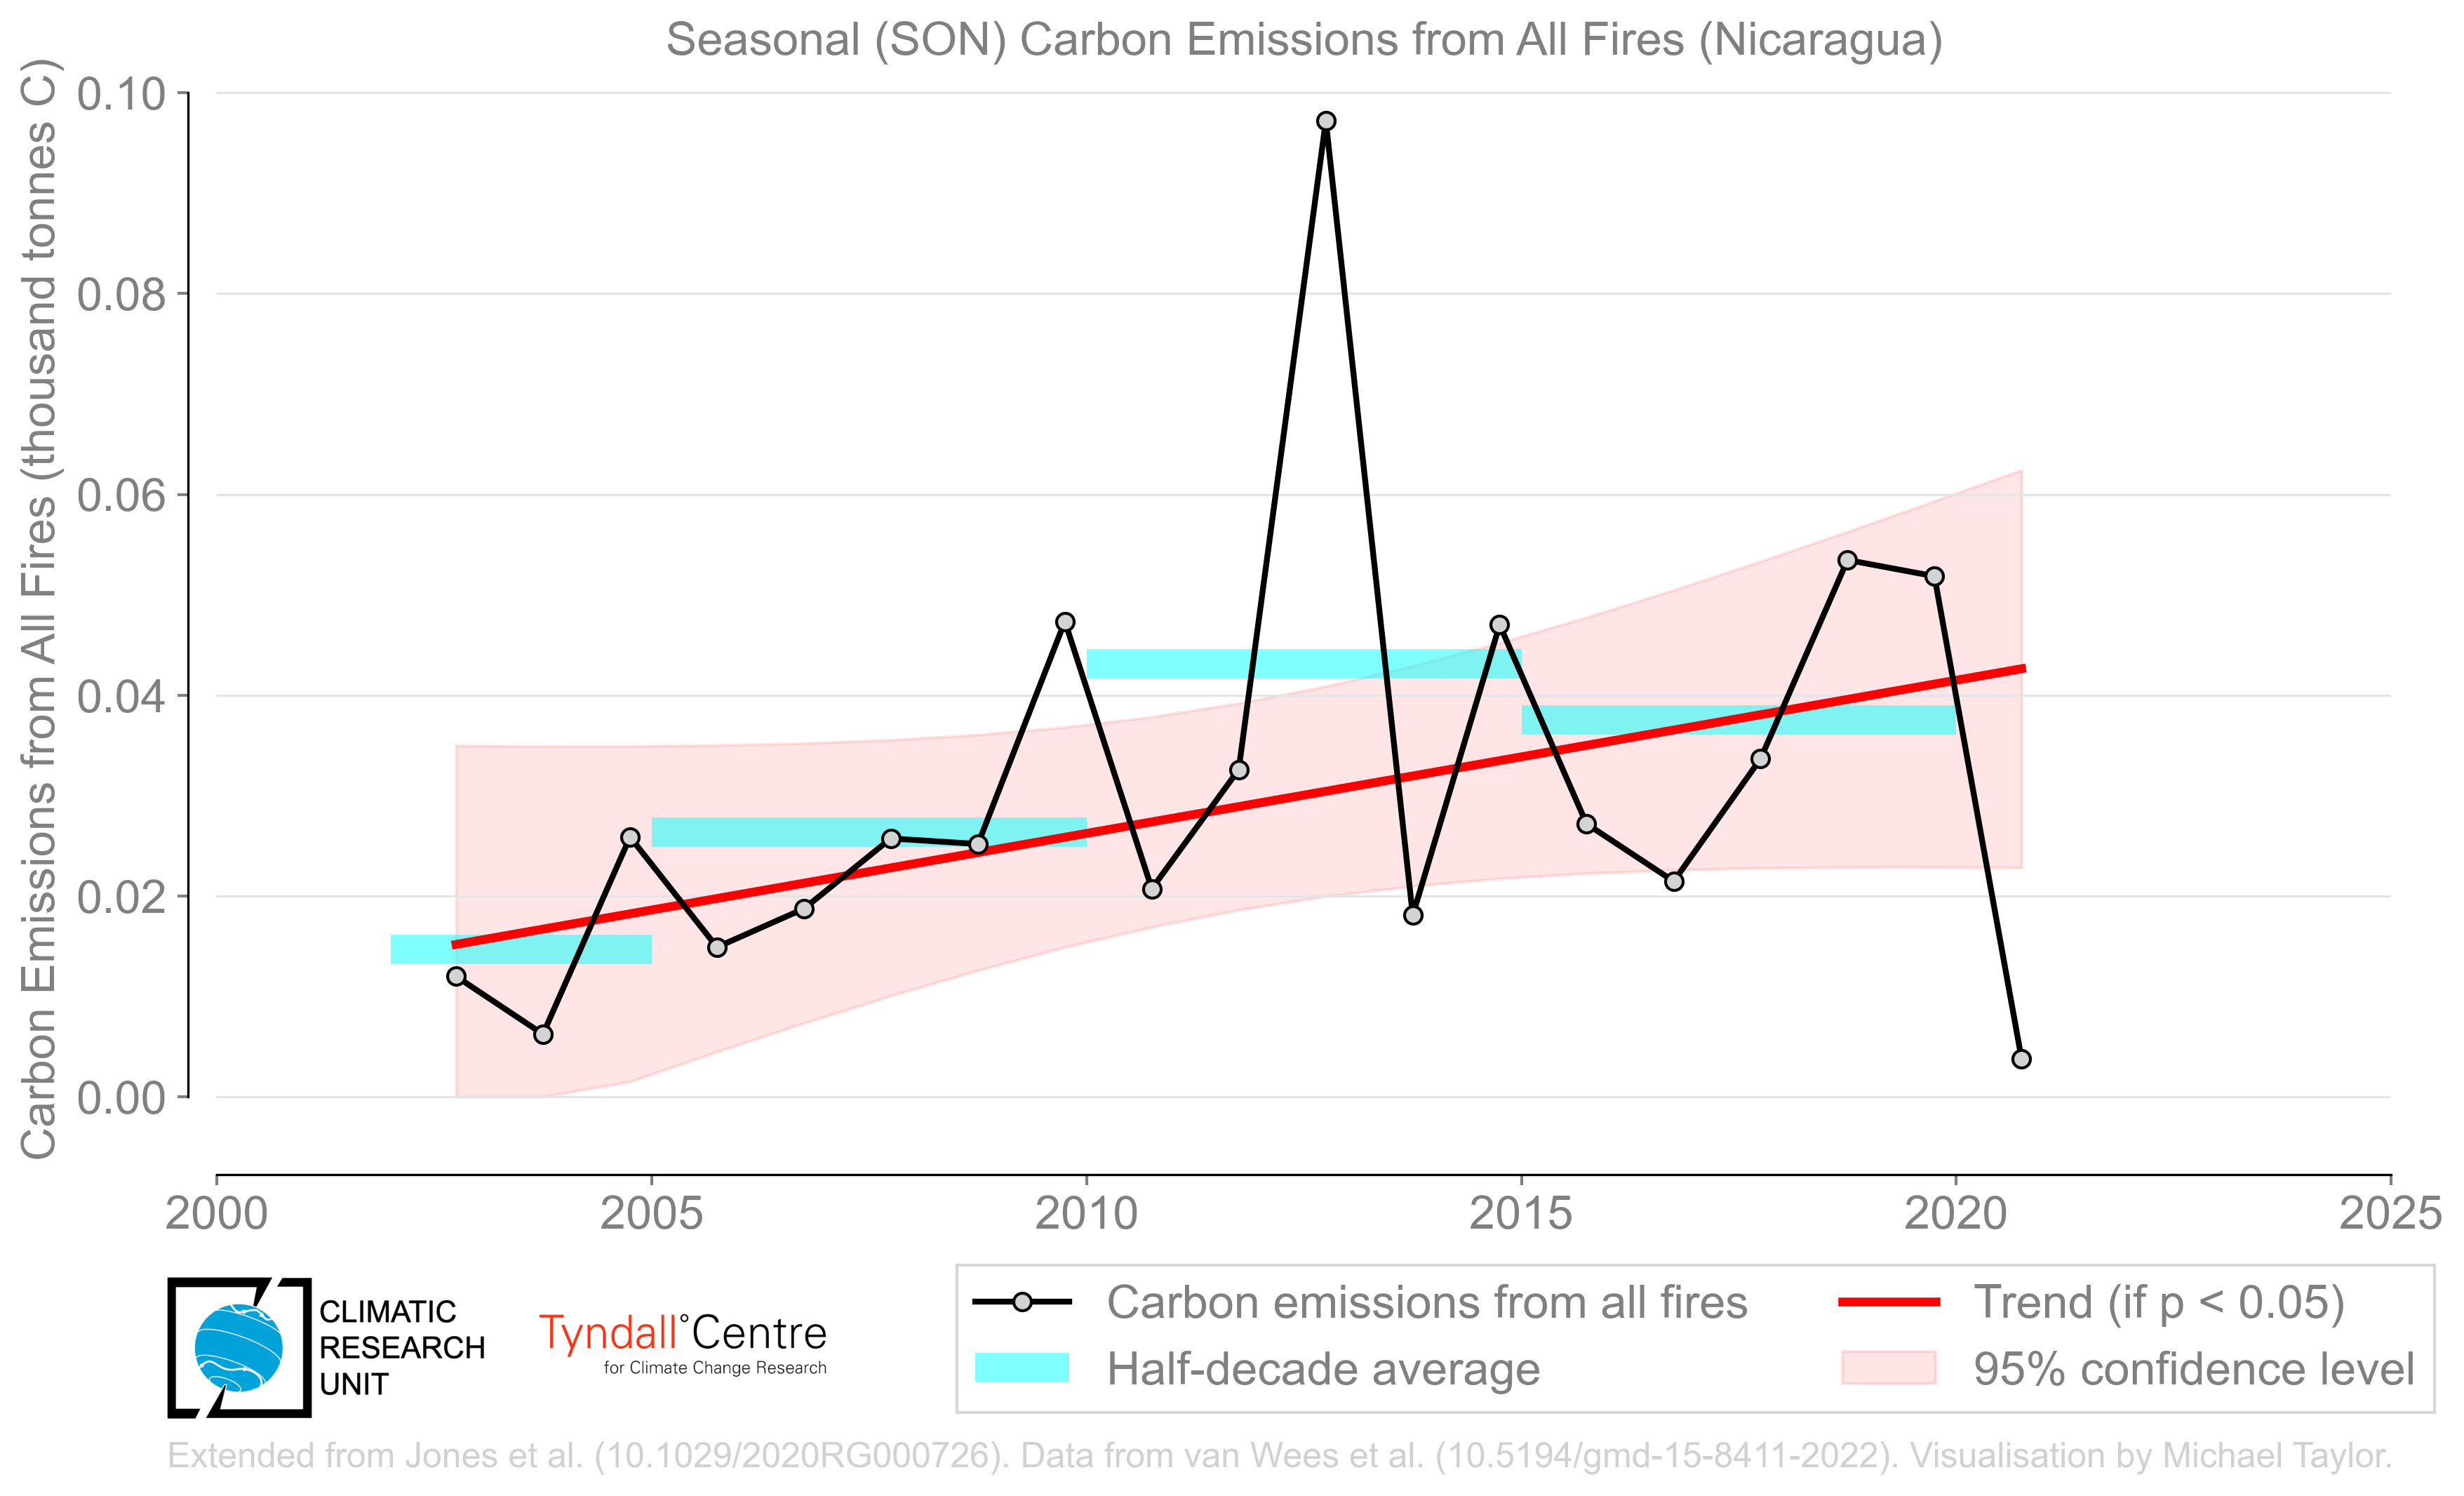 Seasonal (SON) Carbon Emissions from All Fires (Nicaragua)
Carbon Emissions from All Fires (thousand tonnes C)
0.10
0.08
0.06
0.04
0.02
0.00
2000 2005 2010 2015 2020 2025
CLIMATIC
RESEARCH
UNIT
Tyndall°Centre
for Climate Change Research
Carbon emissions from all fires
Half-decade average
Trend (if p < 0.05)
95% confidence level
Extended from Jones et al. (10.1029/2020RG000726). Data from van Wees et al. (10.5194/gmd-15-8411-2022). Visualisation by Michael Taylor.